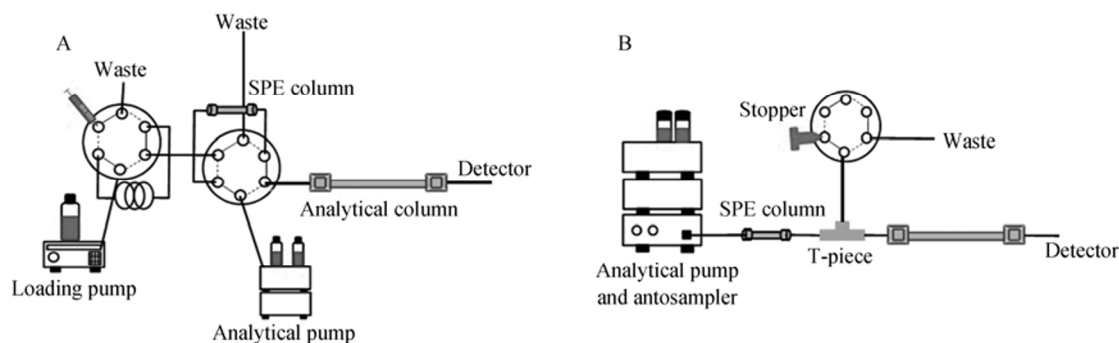 A
Waste
Waste
SPE column
Detector
Analytical column
Loading pump
Analytical pump
B
Stopper
Waste
SPE column
T-piece
Detector
Analytical pump
and antosampler